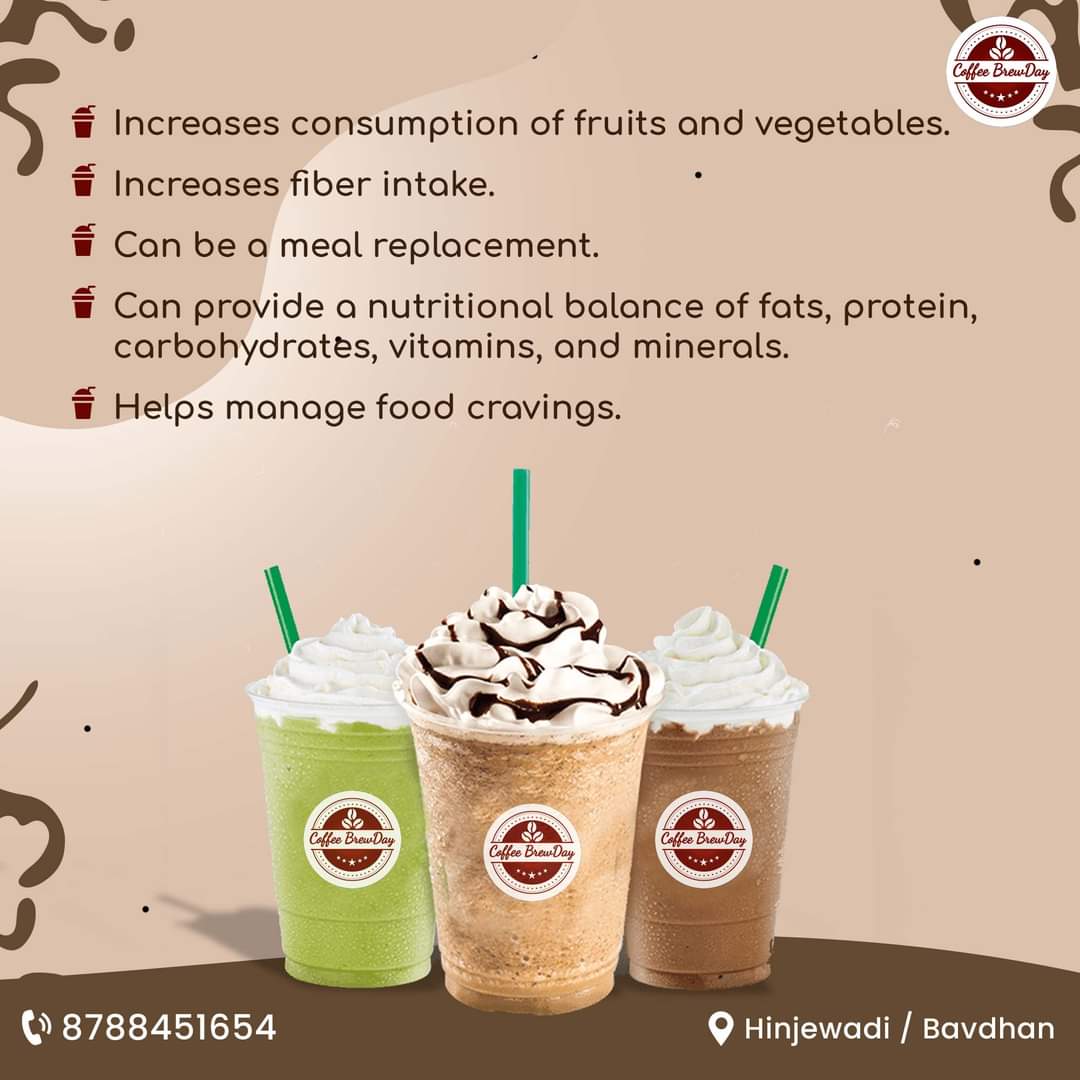 Coffee BrewDay
Increases consumption of fruits and vegetables.
Increases fiber intake.
Can be a meal replacement.
Can provide a nutritional balance of fats, protein,
carbohydrates, vitamins, and minerals.
Helps manage food cravings.
Coffee BrewDay
Coffee BrewDay
Coffee BrewDay
8788451654
Hinjewadi / Bavdhan